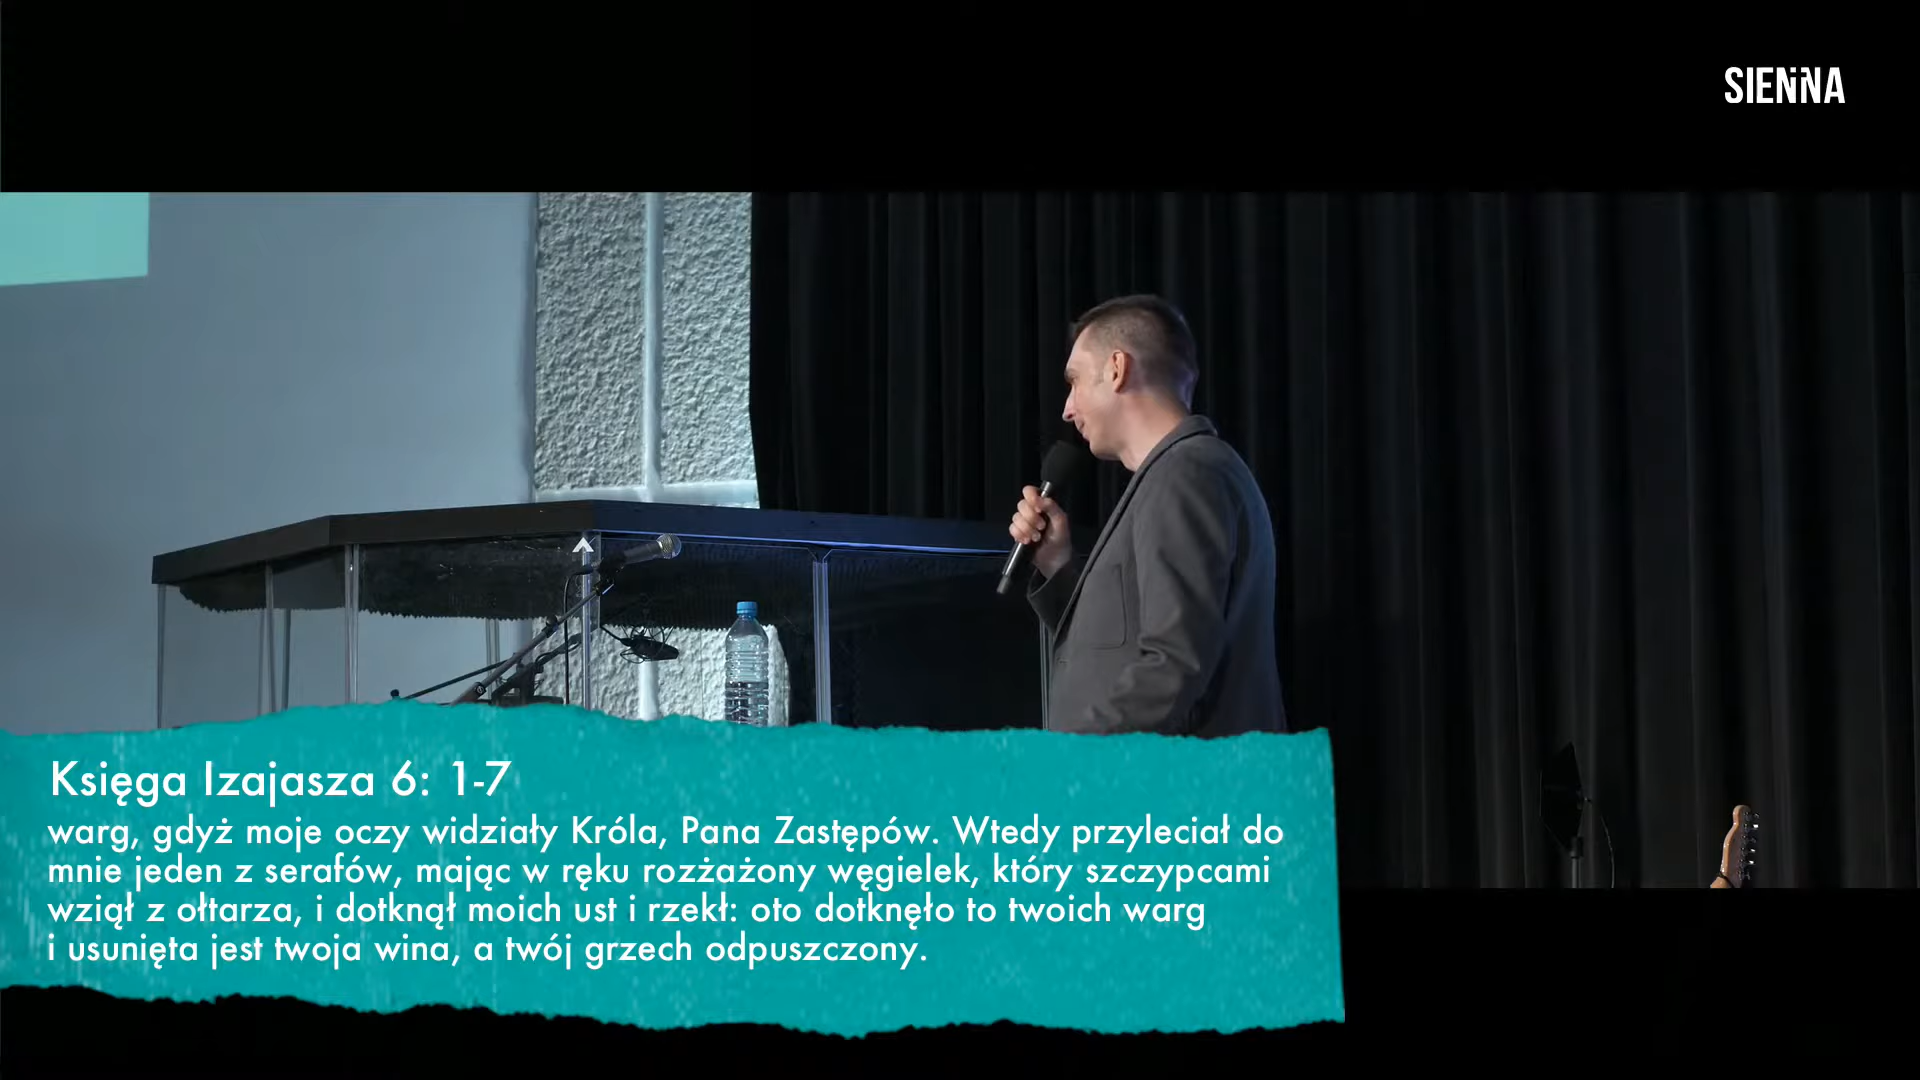 SIENNA
Księga Izajasza 6: 1-7
warg, gdyż moje oczy widziały Króla, Pana Zastępów. Wtedy przyleciał do
mnie jeden z serafów, mając w ręku rozżażony węgielek, który szczypcami
wziął z ołtarza, i dotknął moich ust i rzekł: oto dotknęło to twoich warg
i usunięta jest twoja wina, a twój grzech odpuszczony.